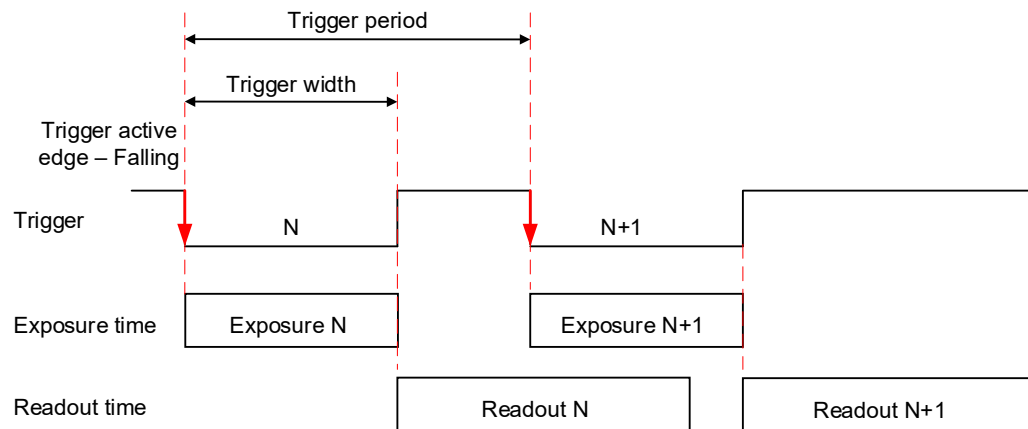 Trigger period
Trigger width
Trigger active
edge – Falling
Trigger
N
N+1
Exposure time
Exposure N
Exposure N+1
Readout time
Readout N
Readout N+1